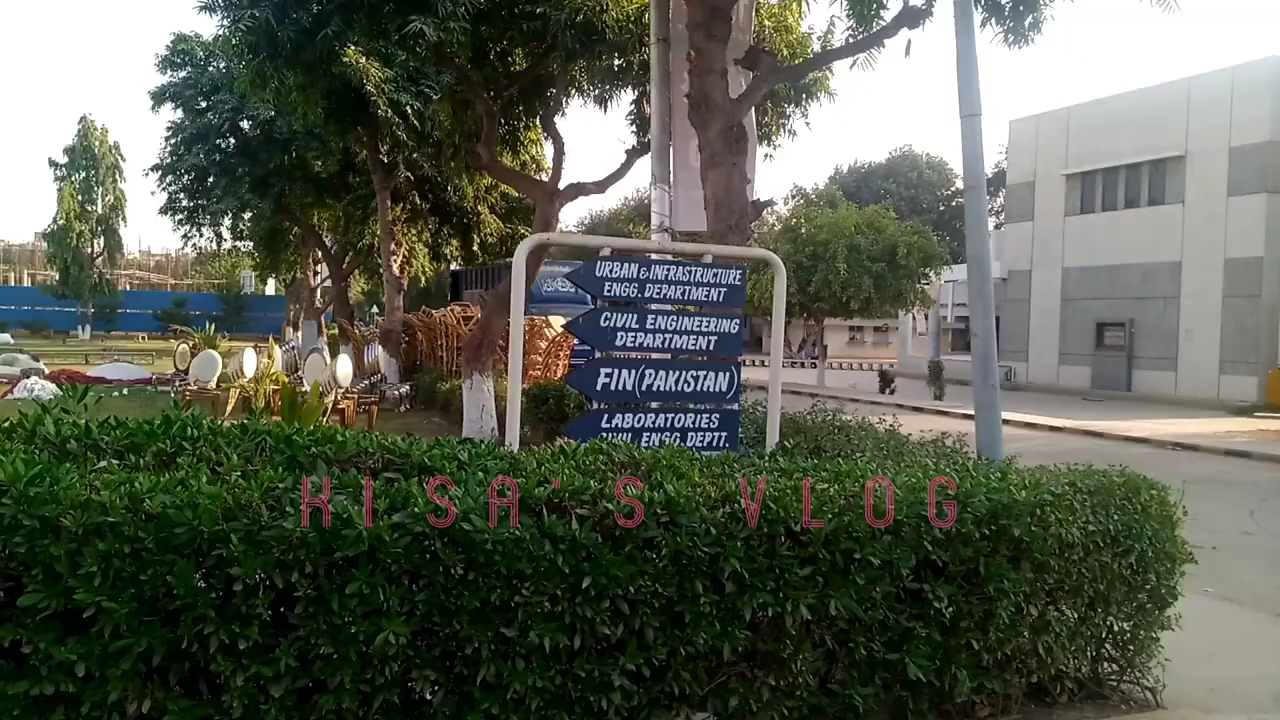 URBAN & INFRASTRUCTURE
ENGG. DEPARTMENT
CIVIL ENGINEERING
DEPARTMENT
FIN(PAKISTAN)
LABORATORIES
CIVIL ENGG. DEPTT.
KISA'S VLOG